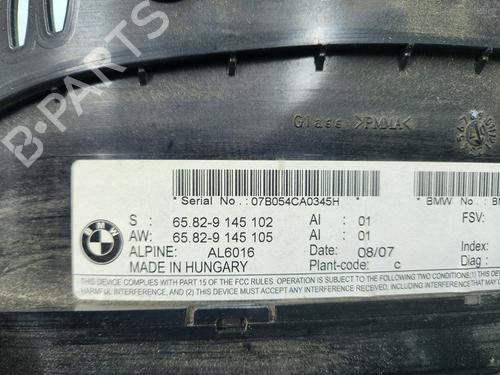 B-PARTS
Glass >PMMA<
* Serial No. : 07B054CA0345H * * BMW No. :
S : 65.82-9 145 102 AI : 01 FSV:
AW: 65.82-9 145 105 AI : 01
ALPINE: AL6016 Date: 08/07 Index:
MADE IN HUNGARY Plant-code: c Diag :
THIS DEVICE COMPLIES WITH PART 15 OF THE FCC RULES. OPERATION IS SUBJECT TO THE FOLLOWING TWO CONDITIONS:(1) THIS
HARMFUL INTERFERENCE, AND (2) THIS DEVICE MUST ACCEPT ANY INTERFERENCE RECEIVED, INCLUDING INTERFERENCE THAT MAY
BMW